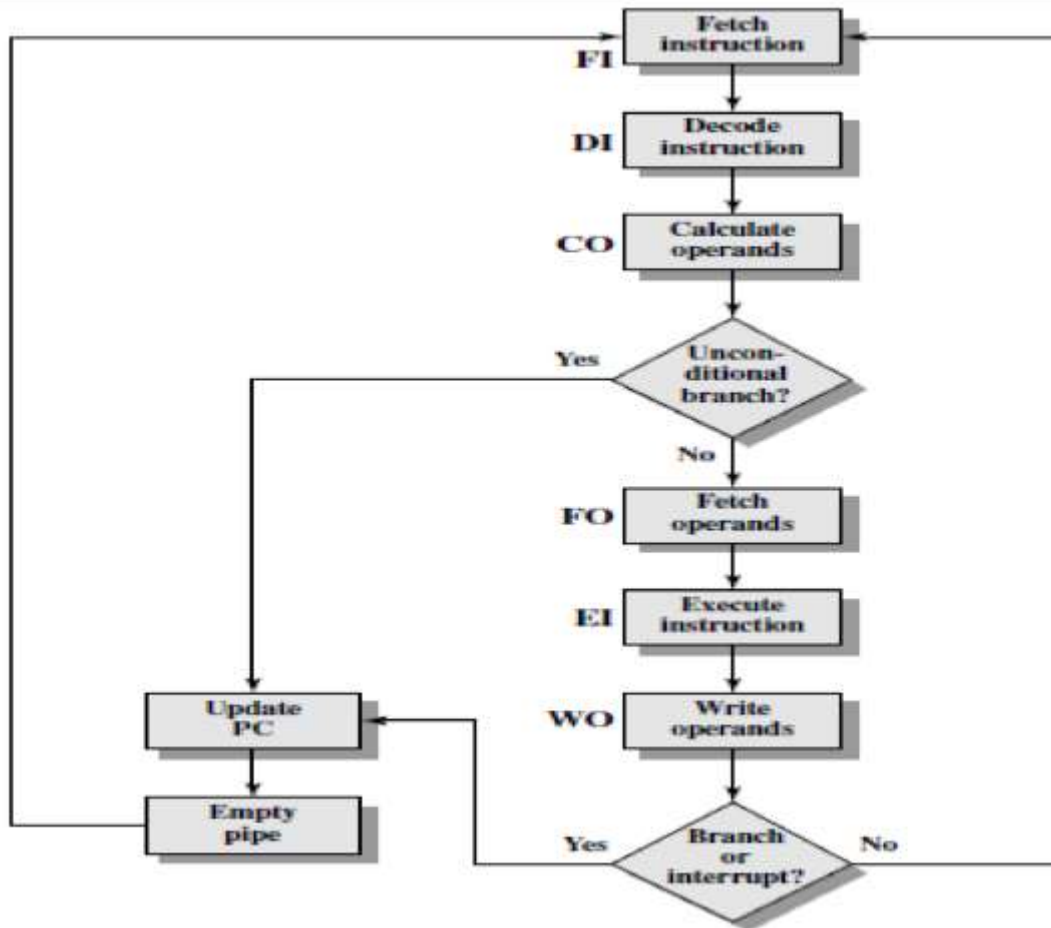 Fetch
instruction
FI
Decode
instruction
DI
Calculate
operands
CO
Uncon-
ditional
branch?
Yes
No
Fetch
operands
FO
Execute
instruction
EI
Write
operands
WO
Update
PC
Empty
pipe
Branch
or
interrupt?
Yes
No